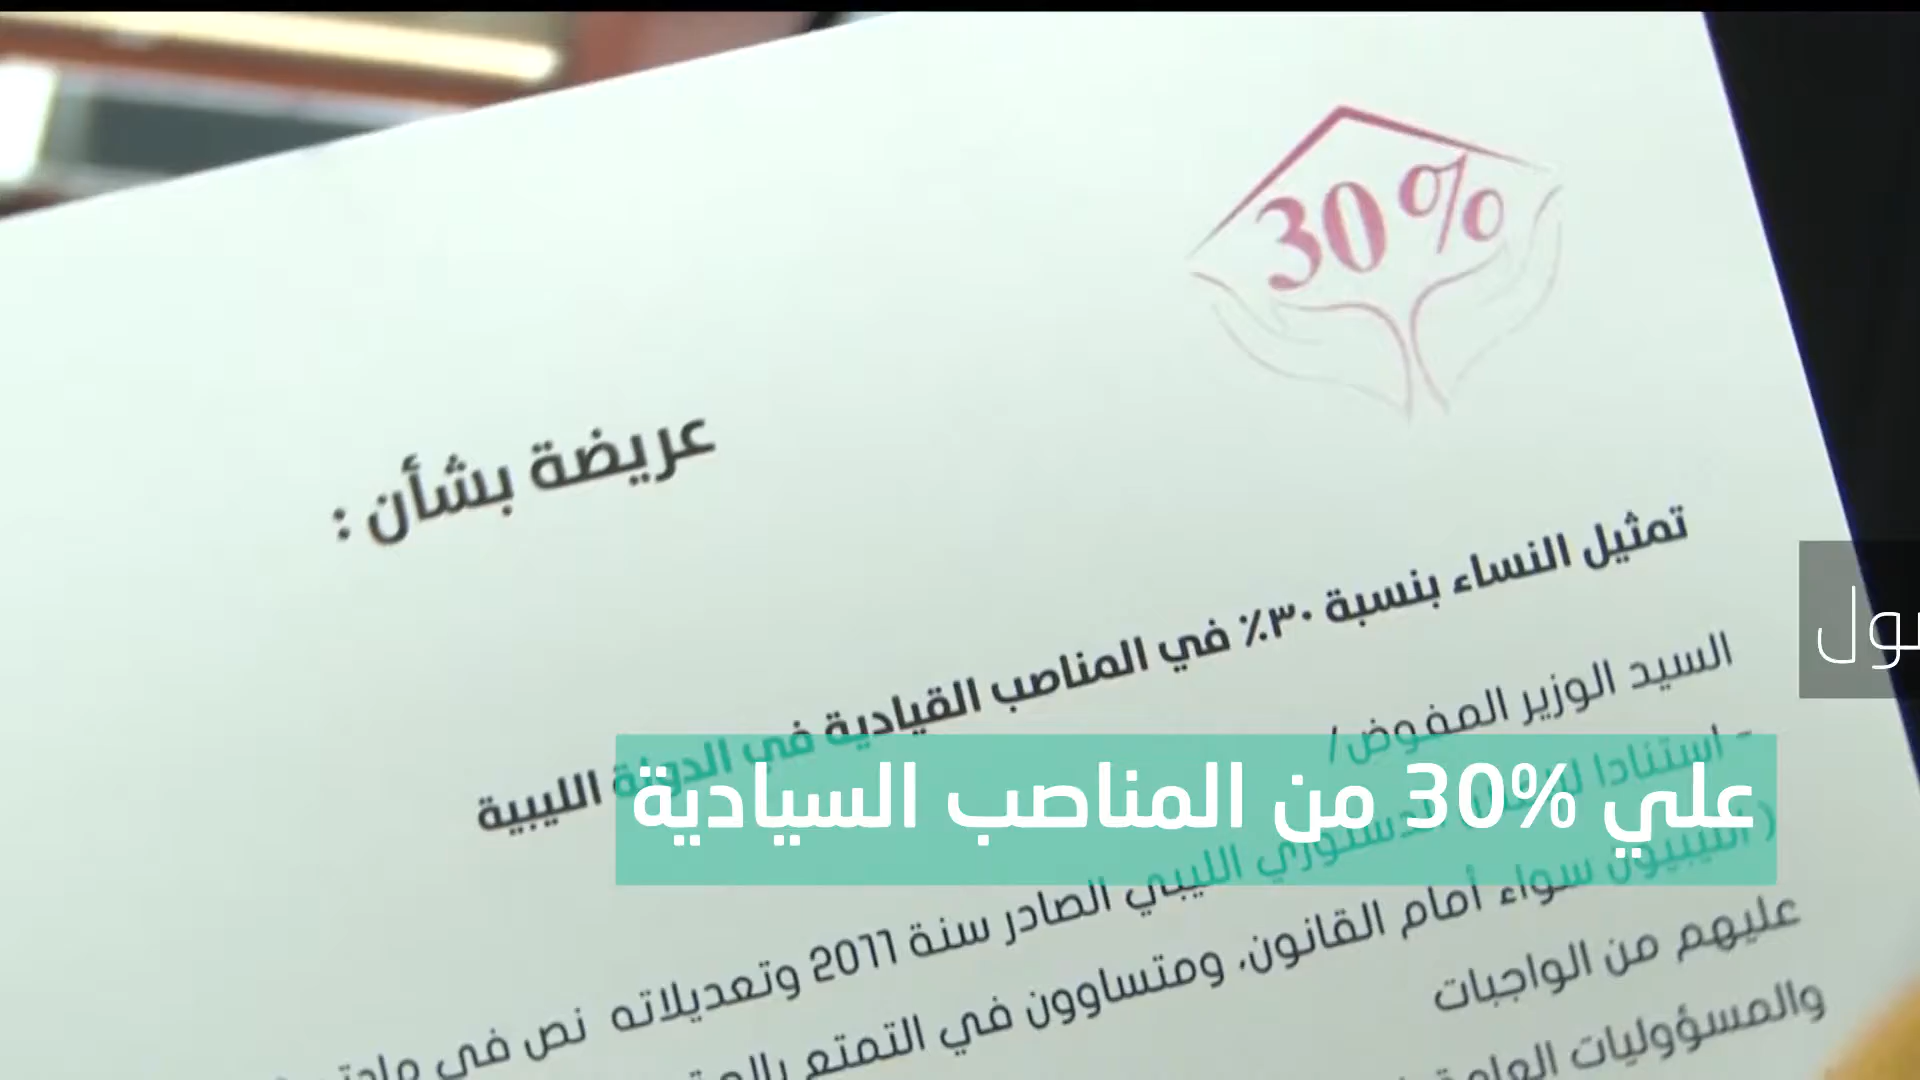 30%
عريضة بشأن :
تمثيل النساء بنسبة ٣٠٪ في المناصب القيادية في الدولة الليبية
السيد الوزير المفوض/
علي %30 من المناصب السيادية
- استنادا الدستوري الليبي الصادر سنة 2011 وتعديلاته نص في
( الليبيون سواء أمام القانون، ومتساوون في التمتع
عليهم من الواجبات
والمسؤوليات العامة